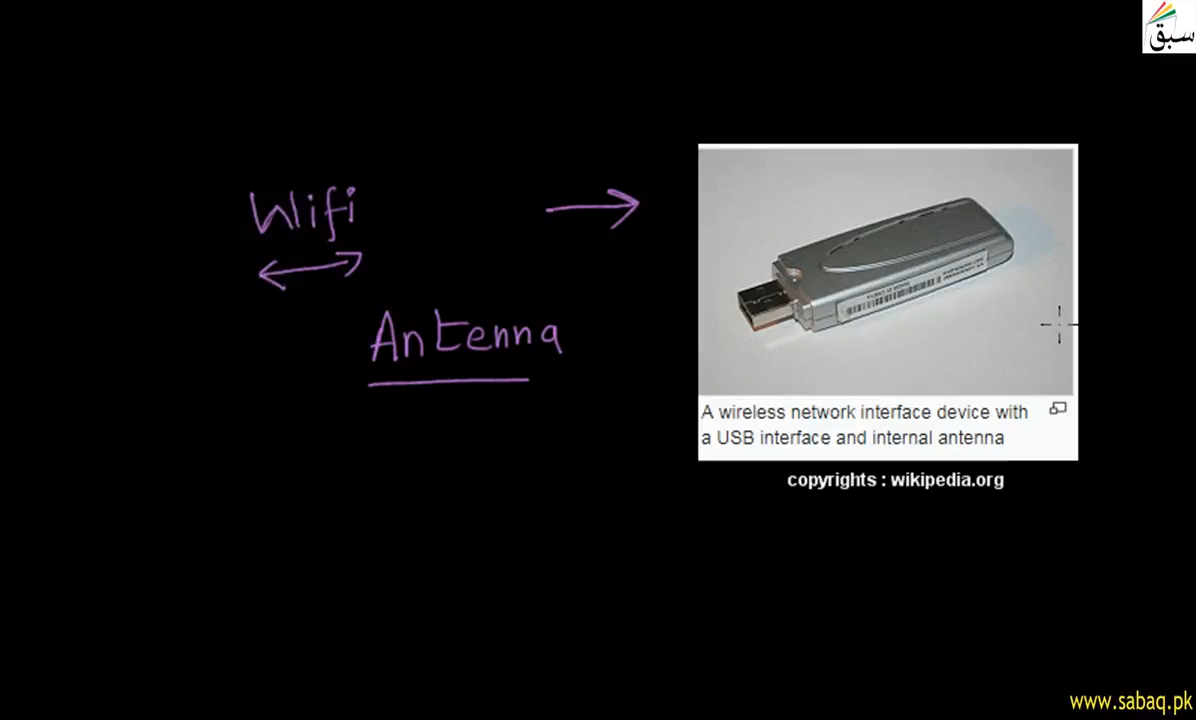 سبق
Wifi
Antenna
A wireless network interface device with
a USB interface and internal antenna
copyrights : wikipedia.org
www.sabaq.pk